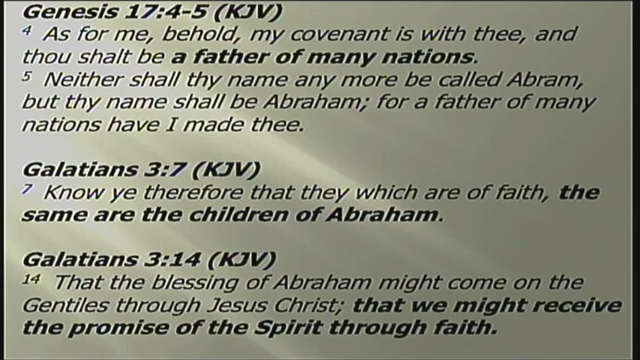 Genesis 17:4-5 (KJV)
4 As for me, behold, my covenant is with thee, and
thou shalt be a father of many nations.
5 Neither shall thy name any more be called Abram,
but thy name shall be Abraham; for a father of many
nations have I made thee.
Galatians 3:7 (KJV)
7 Know ye therefore that they which are of faith, the
same are the children of Abraham.
Galatians 3:14 (KJV)
14 That the blessing of Abraham might come on the
Gentiles through Jesus Christ; that we might receive
the promise of the Spirit through faith.